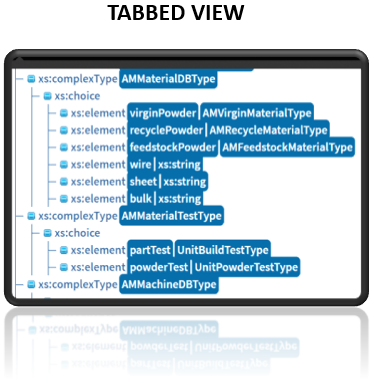 TABBED VIEW
xs:complexType AMMaterialDBType
xs:choice
xs:element virginPowder | AMVirginMaterialType
xs:element recyclePowder | AMRecycleMaterialType
xs:element feedstockPowder | AMFeedstockMaterialType
xs:element wire | xs:string
xs:element sheet | xs:string
xs:element bulk | xs:string
xs:complexType AMMaterialTestType
xs:choice
xs:element partTest | UnitBuildTestType
xs:element powderTest | UnitPowderTestType
xs:complexType AMMachineDBType